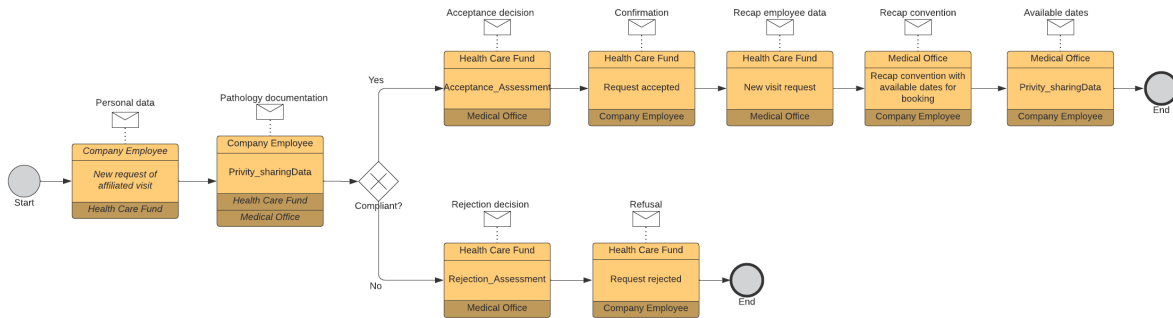 Acceptance decision
Health Care Fund
Acceptance_Assessment
Medical Office
Confirmation
Health Care Fund
Request accepted
Company Employee
Recap employee data
Health Care Fund
New visit request
Medical Office
Recap convention
Medical Office
Recap convention with
available dates for
booking
Company Employee
Available dates
Medical Office
Privity_sharingData
Company Employee
End
Yes
Personal data
Company Employee
New request of
affiliated visit
Health Care Fund
Pathology documentation
Company Employee
Privity_sharingData
Health Care Fund
Medical Office
Start
Compliant?
No
Rejection decision
Health Care Fund
Rejection_Assessment
Medical Office
Refusal
Health Care Fund
Request rejected
Company Employee
End